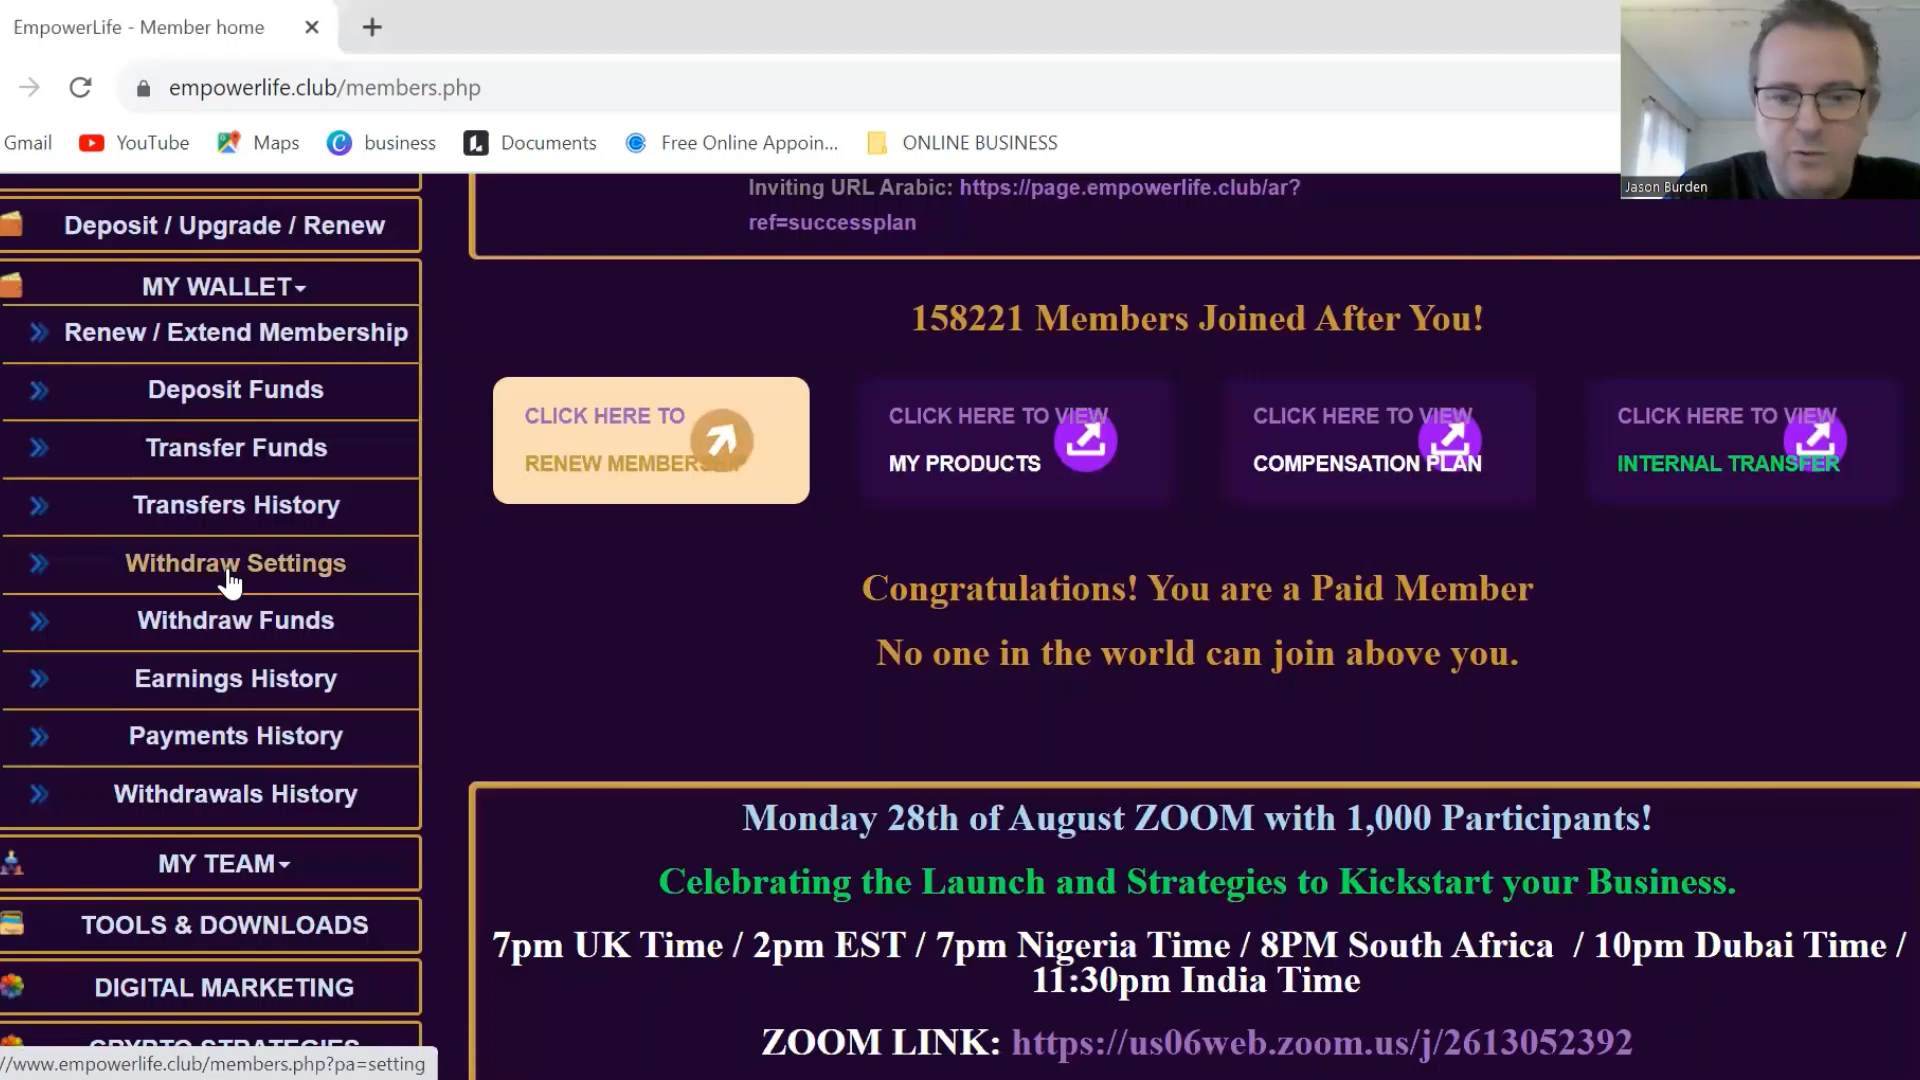 EmpowerLife - Member home
empowerlife.club/members.php
Gmail
YouTube
Maps
business
Documents
Free Online Appoin...
ONLINE BUSINESS
Jason Burden
Deposit / Upgrade / Renew
MY WALLET
Renew / Extend Membership
Deposit Funds
Transfer Funds
Transfers History
Withdraw Settings
Withdraw Funds
Earnings History
Payments History
Withdrawals History
MY TEAM
TOOLS & DOWNLOADS
DIGITAL MARKETING
CRYPTO STRATEGIES
//www.empowerlife.club/members.php?pa=setting
Inviting URL Arabic: https://page.empowerlife.club/ar?
ref=successplan
158221 Members Joined After You!
CLICK HERE TO
RENEW MEMBERSHIP
CLICK HERE TO VIEW
MY PRODUCTS
CLICK HERE TO VIEW
COMPENSATION PLAN
CLICK HERE TO VIEW
INTERNAL TRANSFER
Congratulations! You are a Paid Member
No one in the world can join above you.
Monday 28th of August ZOOM with 1,000 Participants!
Celebrating the Launch and Strategies to Kickstart your Business.
7pm UK Time / 2pm EST / 7pm Nigeria Time / 8PM South Africa / 10pm Dubai Time /
11:30pm India Time
ZOOM LINK: https://us06web.zoom.us/j/2613052392